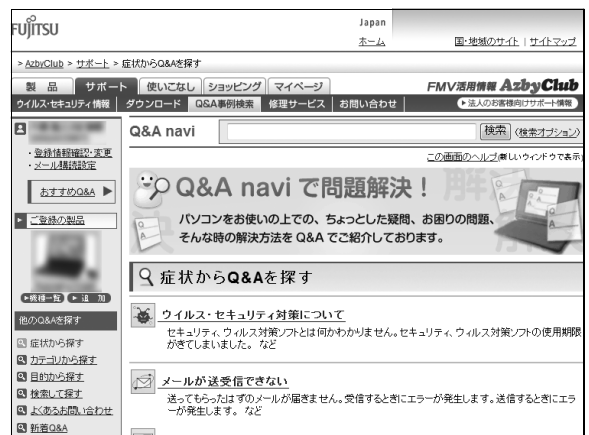 FUJITSU
Japan
ホーム
国・地域のサイト | サイトマップ
> AzbyClub > サポート > 症状からQ&Aを探す
製 品 サポート 使いこなし ショッピング マイページ FMV活用情報 AzbyClub
ウイルス・セキュリティ情報 ダウンロード Q&A事例検索 修理サービス お問い合わせ 法人のお客様向けサポート情報
Q&A navi 検索 (検索オプション)
・登録情報確認・変更
・メール購読設定
この画面のヘルプ(新しいウィンドウで表示)
おすすめQ&A
Q&A navi で問題解決!
パソコンをお使いの上での、ちょっとした疑問、お困りの問題、
そんな時の解決方法を Q&A でご紹介しております。
ご登録の製品
機種一覧 追 加
症状からQ&Aを探す
他のQ&Aを探す
症状から探す
カテゴリから探す
目的から探す
検索して探す
よくあるお問い合わせ
新着Q&A
ウイルス・セキュリティ対策について
セキュリティ、ウィルス対策ソフトとは何かわかりません。セキュリティ、ウィルス対策ソフトの使用期限
がきてしまいました。 など
メールが送受信できない
送ってもらったはずのメールが届きません。受信するときにエラーが発生します。送信するときにエラ
ーが発生します。 など